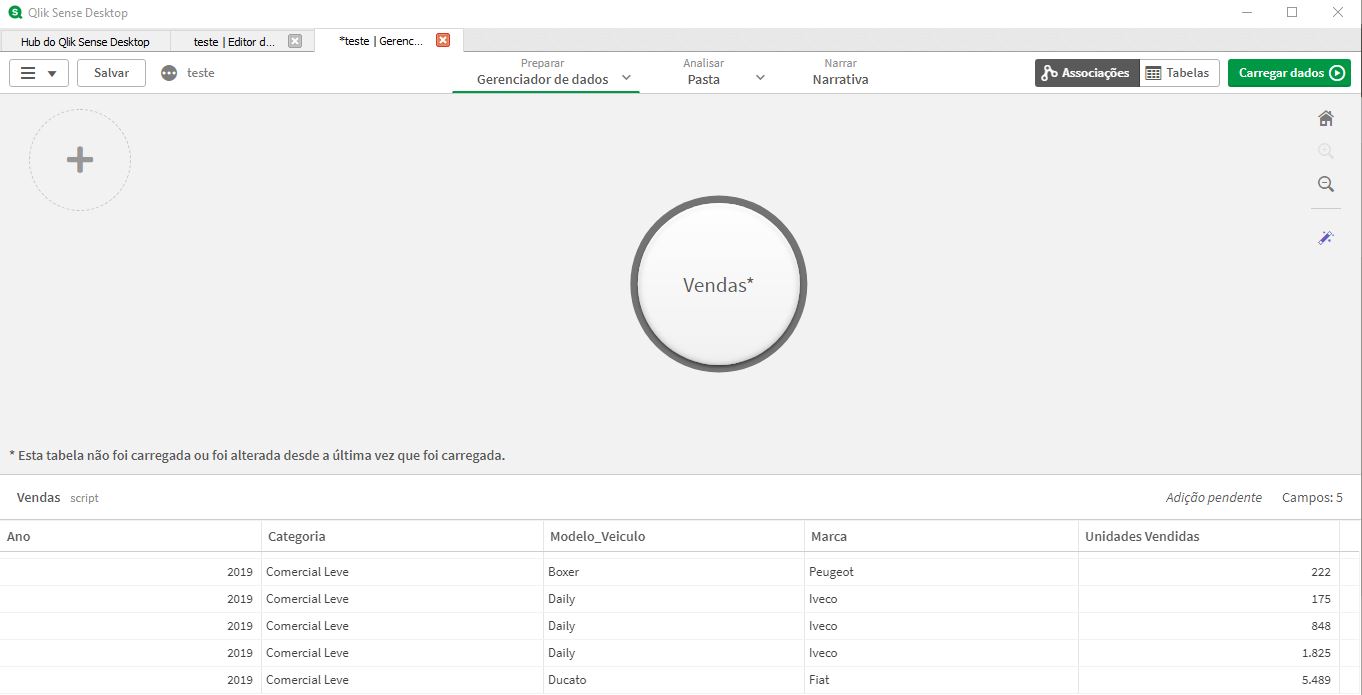 Qlik Sense Desktop
Hub do Qlik Sense Desktop teste | Editor d... *teste | Gerenc...
Salvar teste
Preparar
Gerenciador de dados
Analisar
Pasta
Narrar
Narrativa
Associações Tabelas Carregar dados
Vendas*
* Esta tabela não foi carregada ou foi alterada desde a última vez que foi carregada.
Vendas script Adição pendente Campos: 5
Ano Categoria Modelo_Veiculo Marca Unidades Vendidas
2019 Comercial Leve Boxer Peugeot 222
2019 Comercial Leve Daily Iveco 175
2019 Comercial Leve Daily Iveco 848
2019 Comercial Leve Daily Iveco 1.825
2019 Comercial Leve Ducato Fiat 5.489